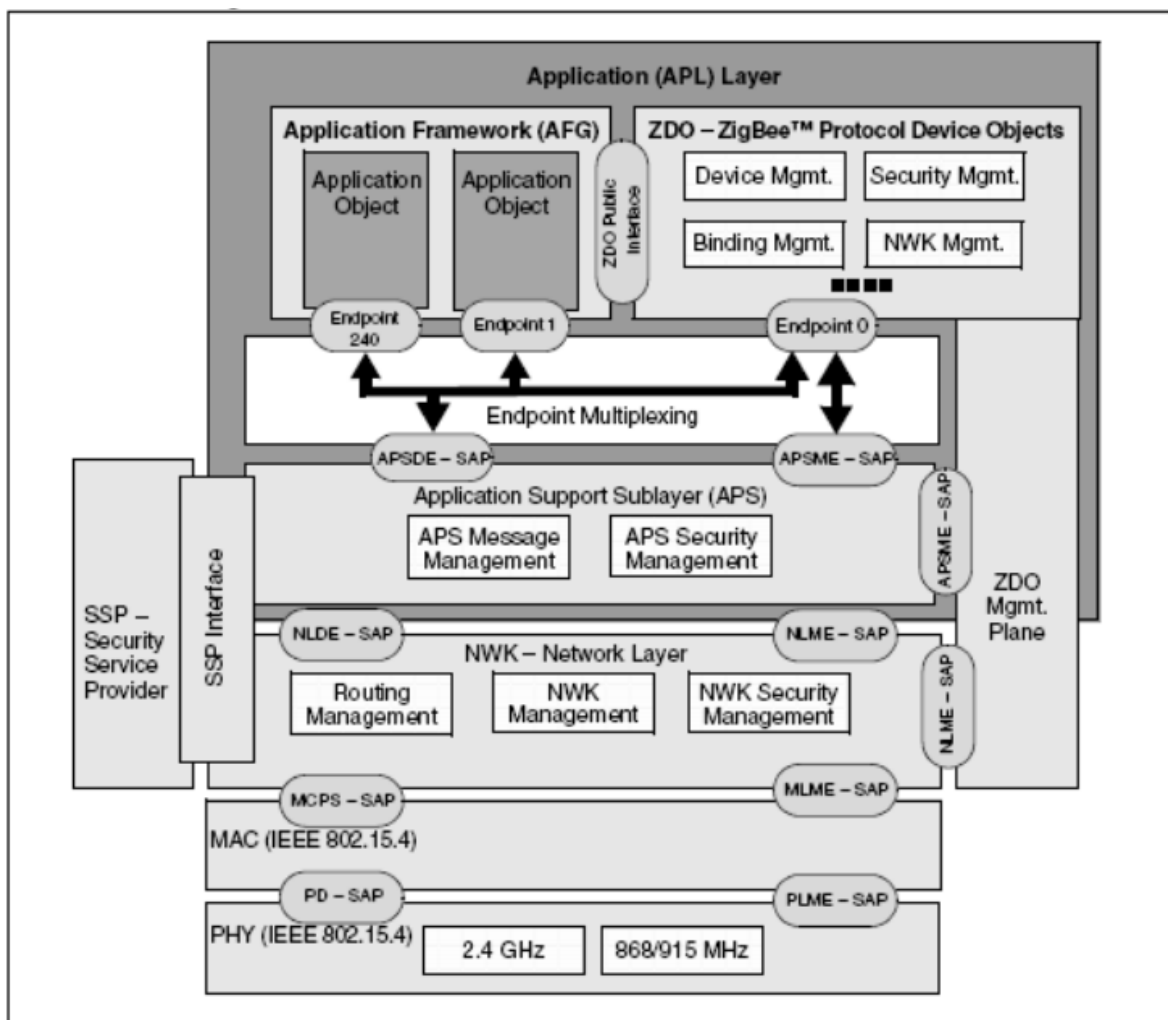 Application (APL) Layer
Application Framework (AFG)
ZDO – ZigBee™ Protocol Device Objects
Application
Object
Application
Object
ZDO Public
Interface
Device Mgmt.
Security Mgmt.
Binding Mgmt.
NWK Mgmt.
Endpoint
240
Endpoint 1
Endpoint 0
Endpoint Multiplexing
APSDE – SAP
APSME – SAP
Application Support Sublayer (APS)
APS Message
Management
APS Security
Management
APSME – SAP
SSP –
Security
Service
Provider
SSP Interface
ZDO
Mgmt.
Plane
NLDE – SAP
NLME – SAP
NWK – Network Layer
Routing
Management
NWK
Management
NWK Security
Management
NLME – SAP
MCPS – SAP
MLME – SAP
MAC (IEEE 802.15.4)
PD – SAP
PLME – SAP
PHY (IEEE 802.15.4)
2.4 GHz
868/915 MHz